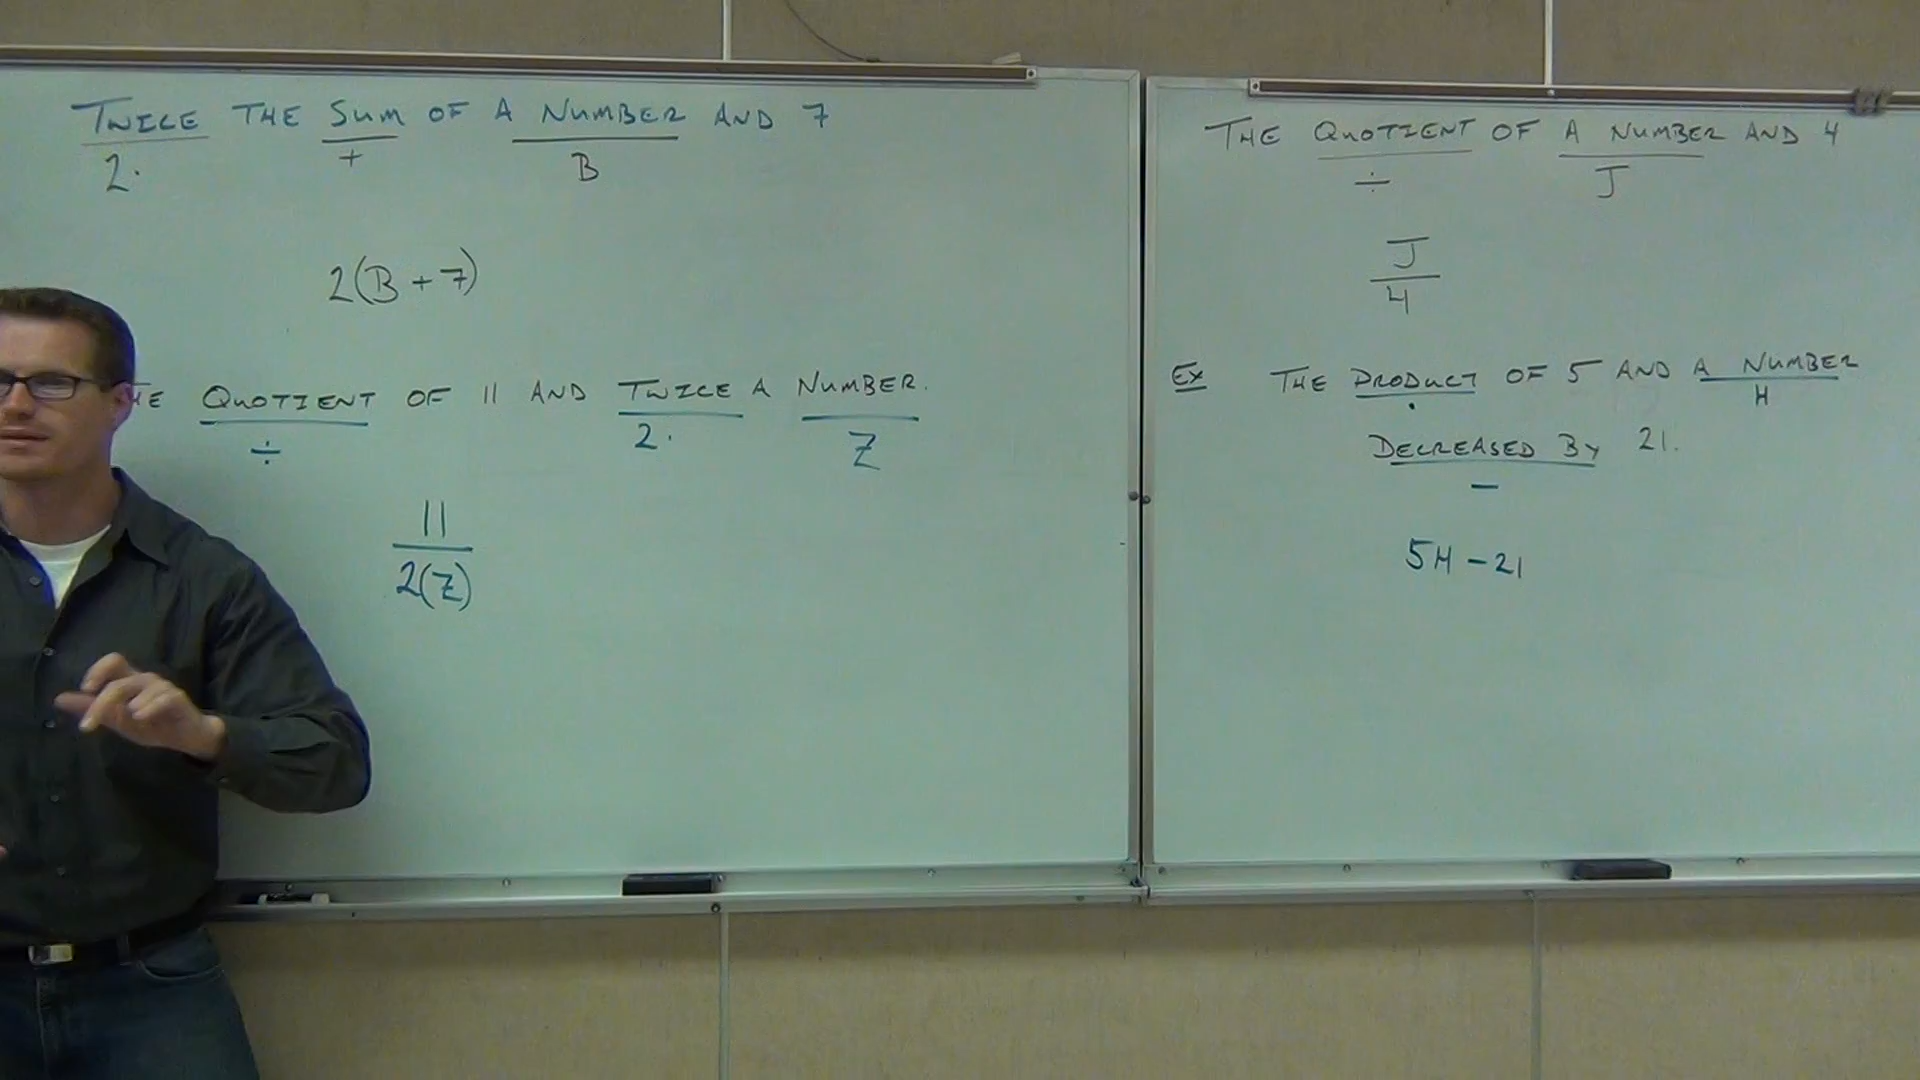 TWICE THE SUM OF A NUMBER AND 7
2· + B
2(B + 7)
QUOTIENT OF 11 AND TWICE A NUMBER.
÷ 2· Z
11
2(Z)
THE QUOTIENT OF A NUMBER AND 4
÷ J
J
4
EX THE PRODUCT OF 5 AND A NUMBER
· H
DECREASED BY 21.
−
5H − 21